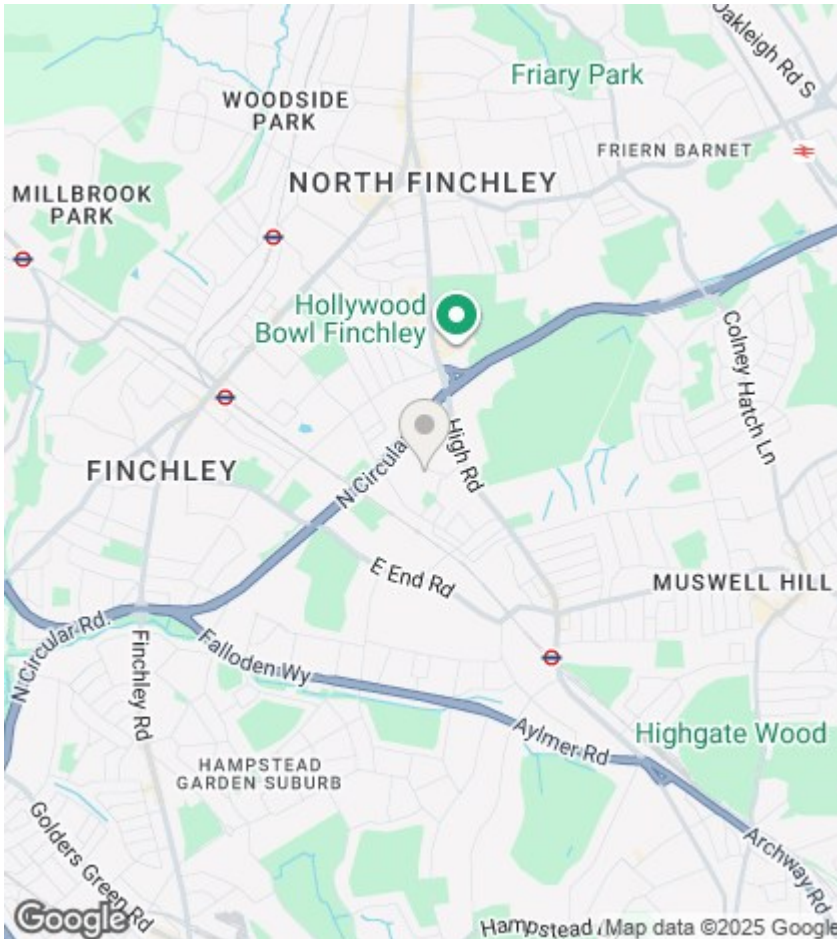 Oakleigh Rd S
Friary Park
WOODSIDE
PARK
FRIERN BARNET
NORTH FINCHLEY
MILLBROOK
PARK
Hollywood
Bowl Finchley
Colney Hatch Ln
High Rd
N Circula
FINCHLEY
E End Rd
MUSWELL HILL
N Circular Rd.
Finchley Rd
Falloden Wy
Aylmer Rd
Highgate Wood
HAMPSTEAD
GARDEN SUBURB
Golders Green Rd
Archway Rd
Google
Hampstead
Map data ©2025 Google